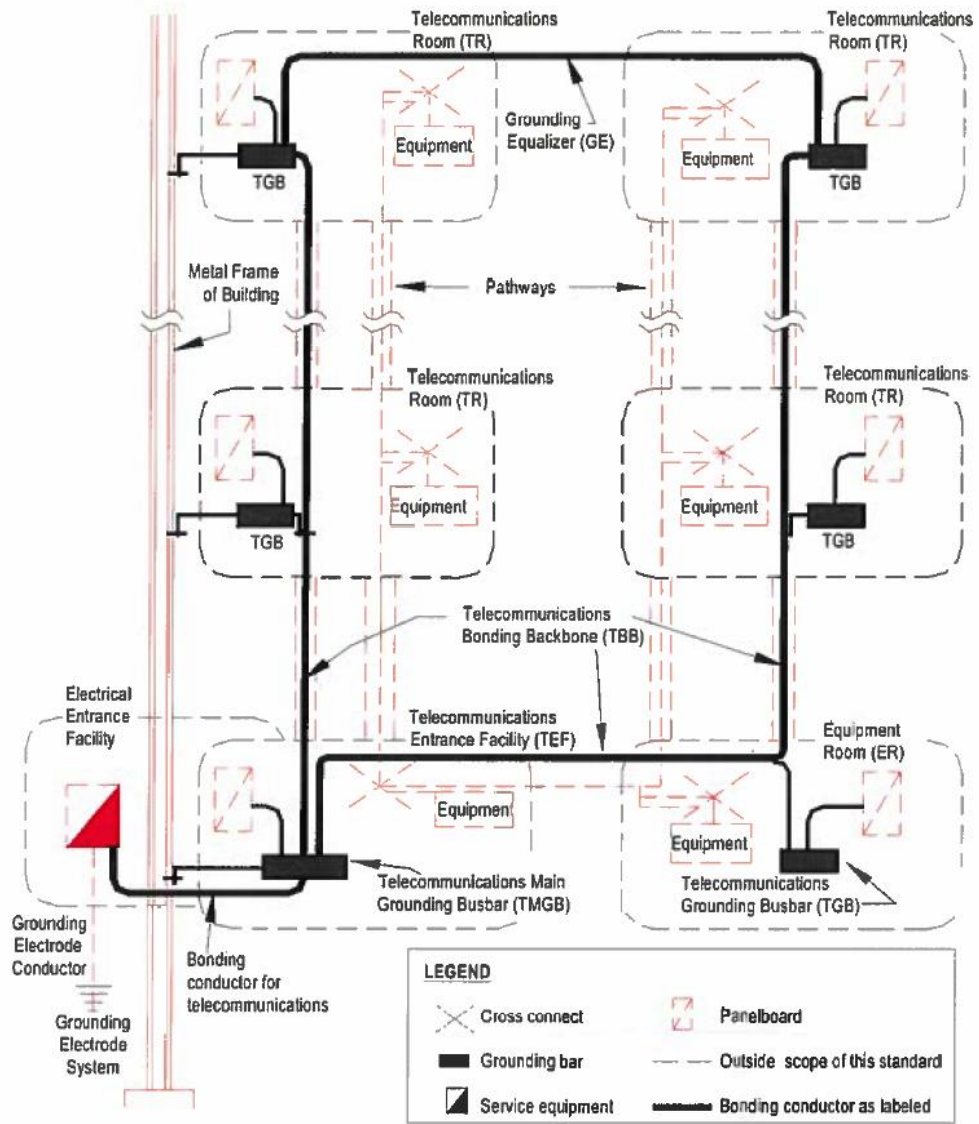 Telecommunications
Room (TR)
Telecommunications
Room (TR)
Grounding
Equalizer (GE)
Equipment
Equipment
TGB
TGB
Metal Frame
of Building
Pathways
Telecommunications
Room (TR)
Telecommunications
Room (TR)
Equipment
Equipment
TGB
TGB
Telecommunications
Bonding Backbone (TBB)
Electrical
Entrance
Facility
Telecommunications
Entrance Facility (TEF)
Equipment
Room (ER)
Equipment
Equipment
Telecommunications Main
Grounding Busbar (TMGB)
Telecommunications
Grounding Busbar (TGB)
Grounding
Electrode
Conductor
Bonding
conductor for
telecommunications
Grounding
Electrode
System
LEGEND
Cross connect
Panelboard
Grounding bar
Outside scope of this standard
Service equipment
Bonding conductor as labeled